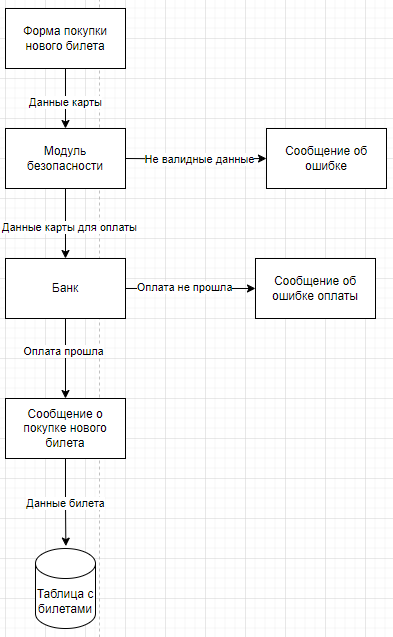 Форма покупки
нового билета
Данные карты
Модуль
безопасности
Не валидные данные
Сообщение об
ошибке
Данные карты для оплаты
Банк
Оплата не прошла
Сообщение об
ошибке оплаты
Оплата прошла
Сообщение о
покупке нового
билета
Данные билета
Таблица с
билетами